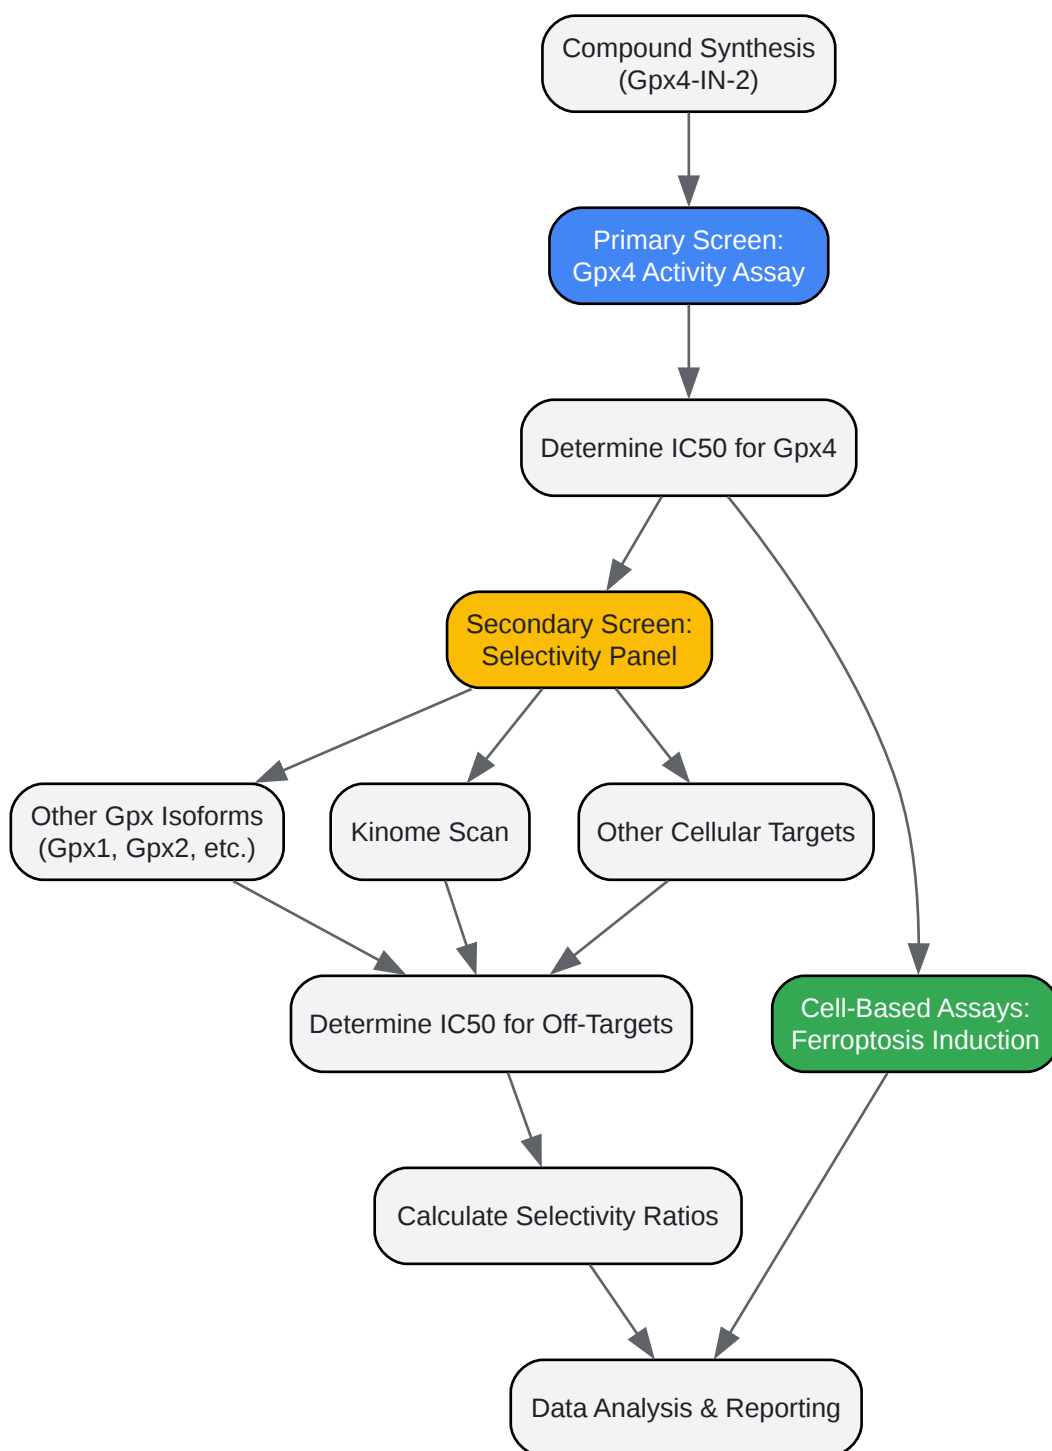 Compound Synthesis
(Gpx4-IN-2)
Primary Screen:
Gpx4 Activity Assay
Determine IC50 for Gpx4
Secondary Screen:
Selectivity Panel
Other Gpx Isoforms
(Gpx1, Gpx2, etc.)
Kinome Scan
Other Cellular Targets
Determine IC50 for Off-Targets
Cell-Based Assays:
Ferroptosis Induction
Calculate Selectivity Ratios
Data Analysis & Reporting